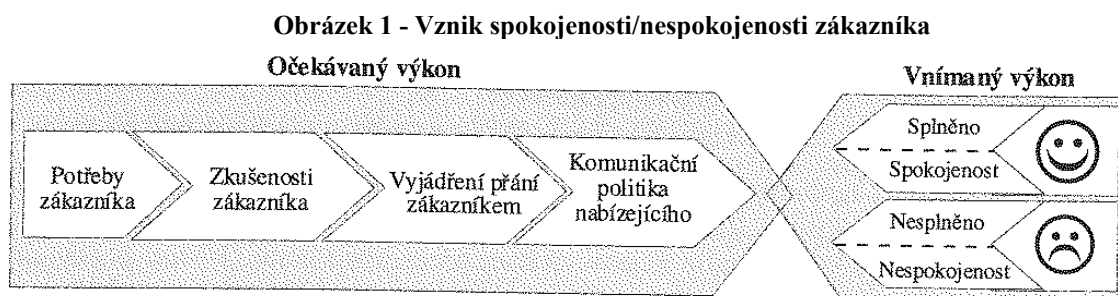 Obrázek 1 - Vznik spokojenosti/nespokojenosti zákazníka
Očekávaný výkon
Potřeby
zákazníka
Zkušenosti
zákazníka
Vyjádření přání
zákazníkem
Komunikační
politika
nabízejícího
Vnímaný výkon
Splněno
Spokojenost
Nesplněno
Nespokojenost